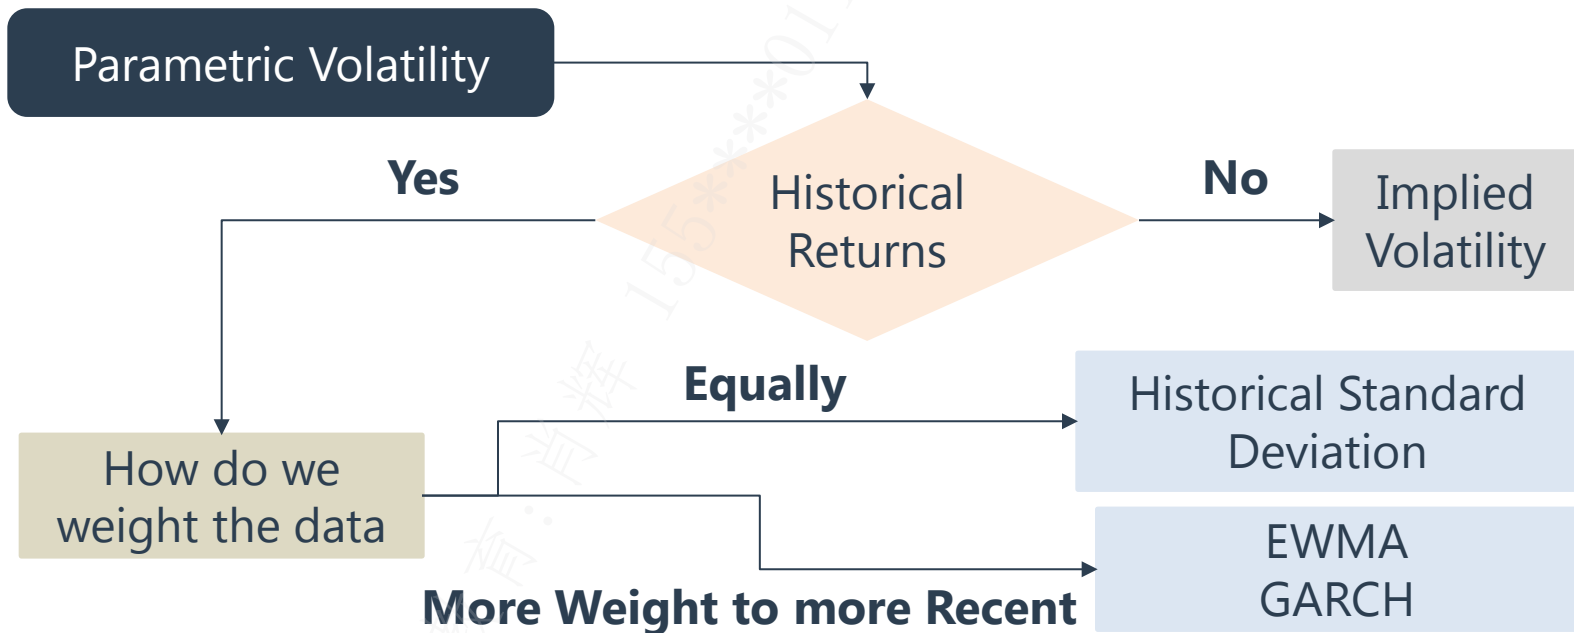 Parametric Volatility
Yes
Historical
Returns
No
Implied
Volatility
Equally
Historical Standard
Deviation
How do we
weight the data
More Weight to more Recent
EWMA
GARCH